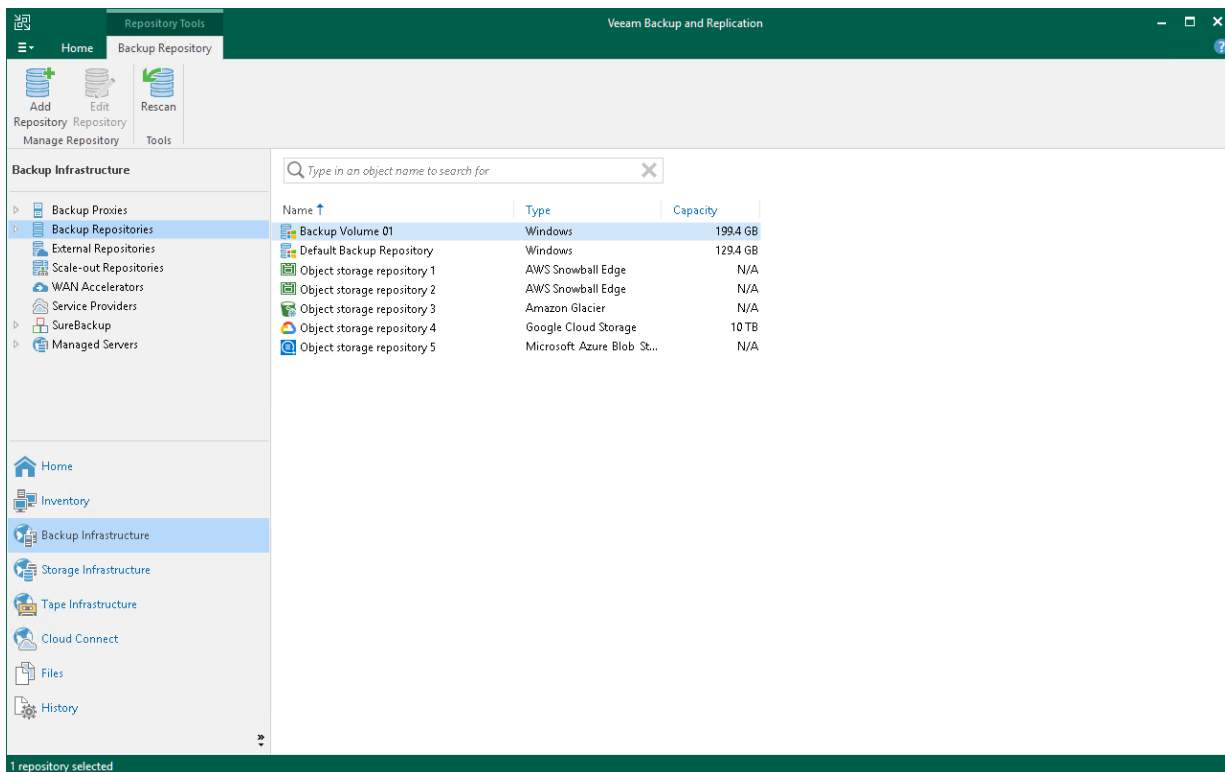 Repository Tools
Veeam Backup and Replication
Home
Backup Repository
Add Repository
Edit Repository
Rescan
Manage Repository
Tools
Backup Infrastructure
Type in an object name to search for
Backup Proxies
Backup Repositories
External Repositories
Scale-out Repositories
WAN Accelerators
Service Providers
SureBackup
Managed Servers
Name Type Capacity
Backup Volume 01 Windows 199.4 GB
Default Backup Repository Windows 129.4 GB
Object storage repository 1 AWS Snowball Edge N/A
Object storage repository 2 AWS Snowball Edge N/A
Object storage repository 3 Amazon Glacier N/A
Object storage repository 4 Google Cloud Storage 10 TB
Object storage repository 5 Microsoft Azure Blob St... N/A
Home
Inventory
Backup Infrastructure
Storage Infrastructure
Tape Infrastructure
Cloud Connect
Files
History
1 repository selected